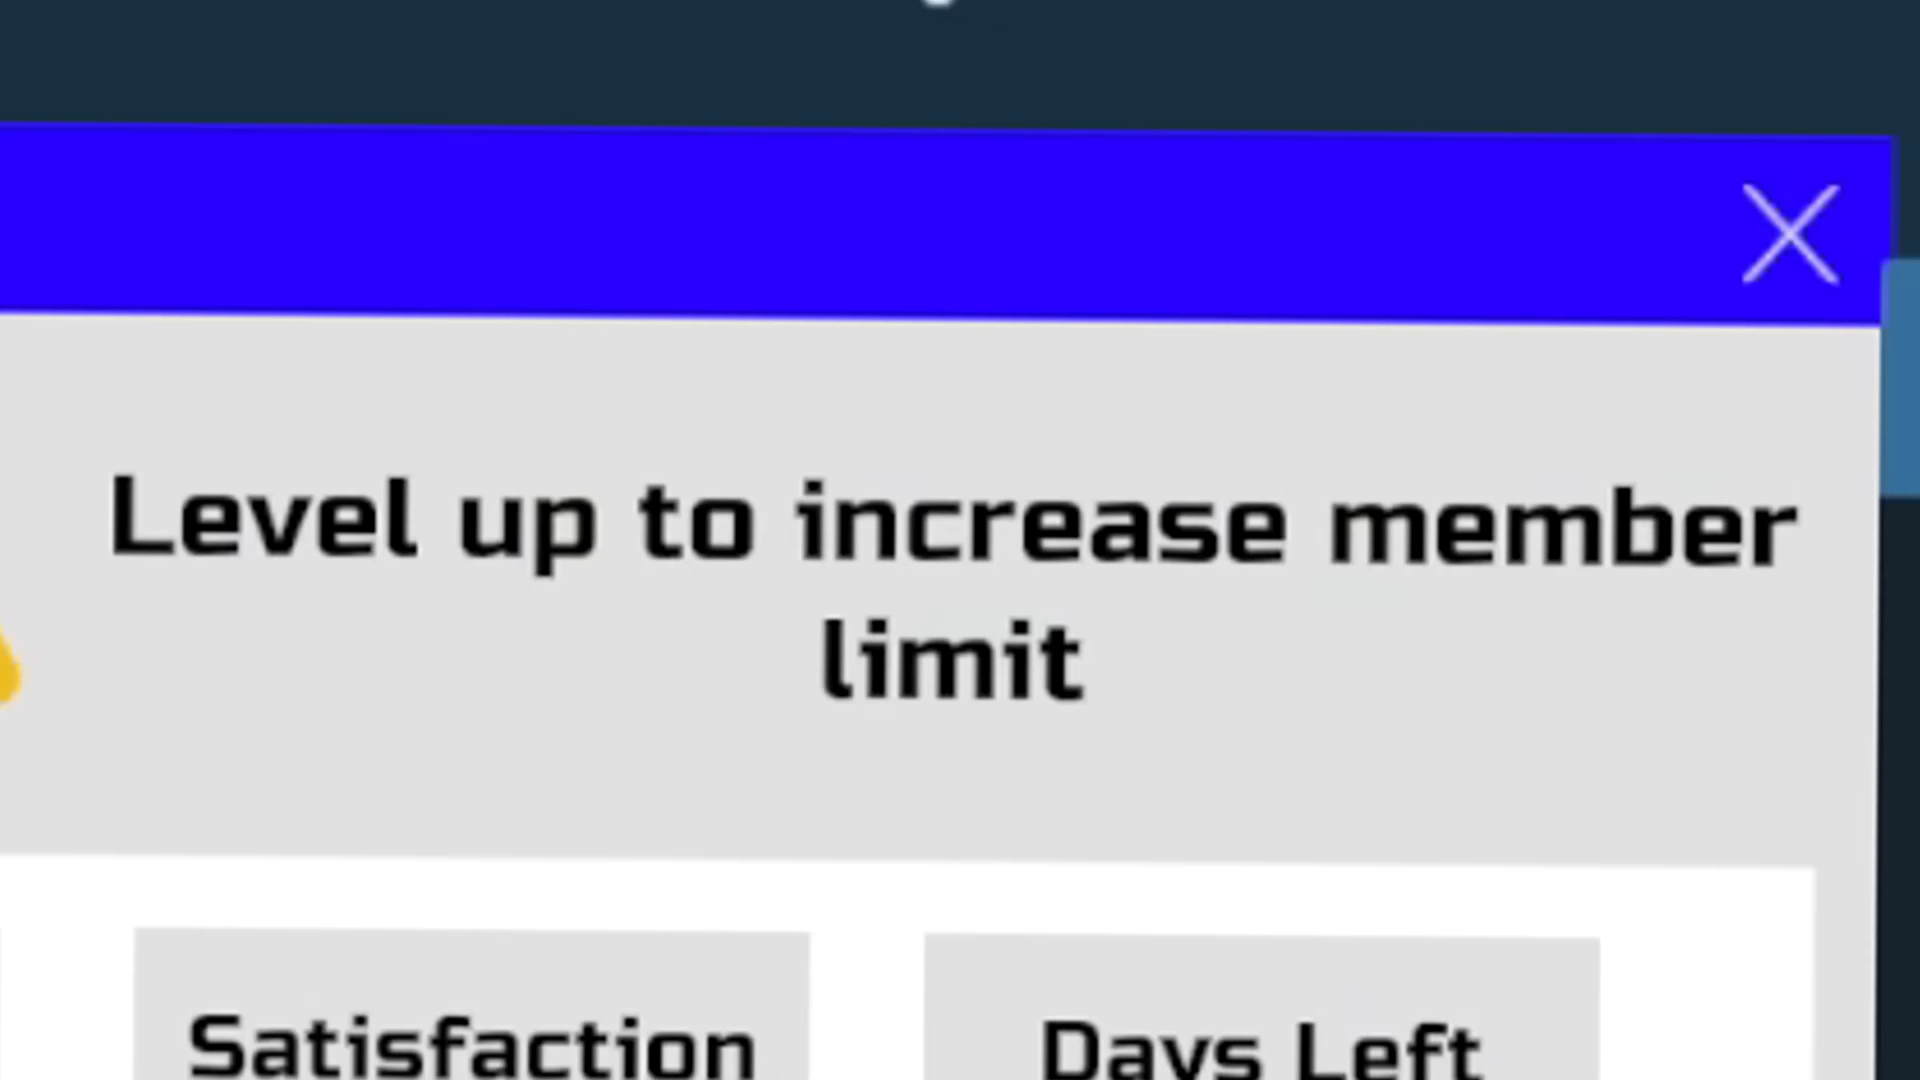 Level up to increase member
limit
Satisfaction
Days Left